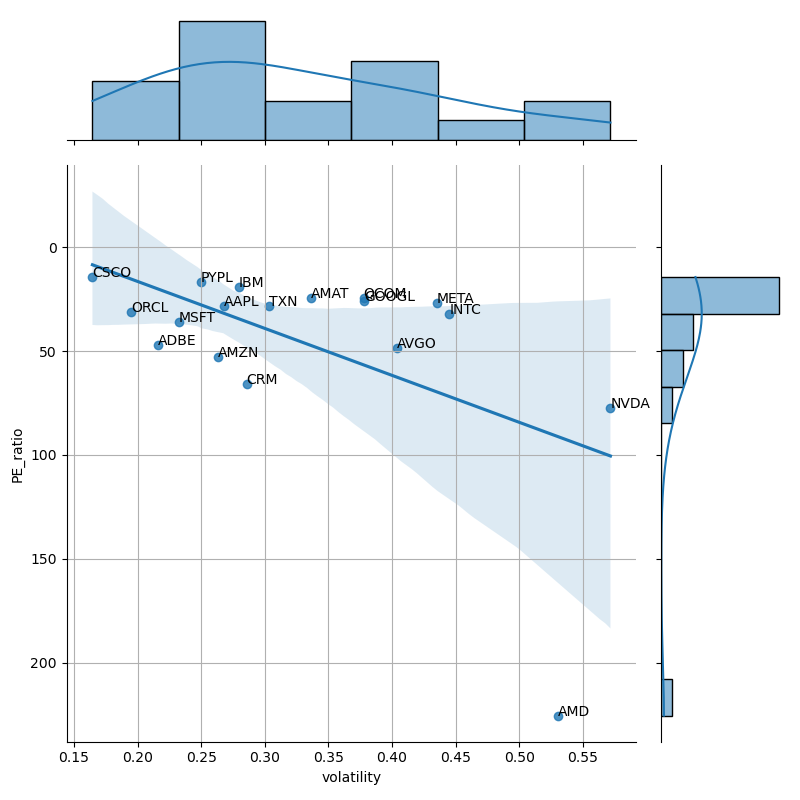 0
CSCO
PYPL
IBM
ORCL
MSFT
AAPL
TXN
AMAT
QCOM
GOOGL
META
INTC
50
ADBE
AMZN
AVGO
CRM
NVDA
PE_ratio
100
150
200
AMD
0.15 0.20 0.25 0.30 0.35 0.40 0.45 0.50 0.55
volatility